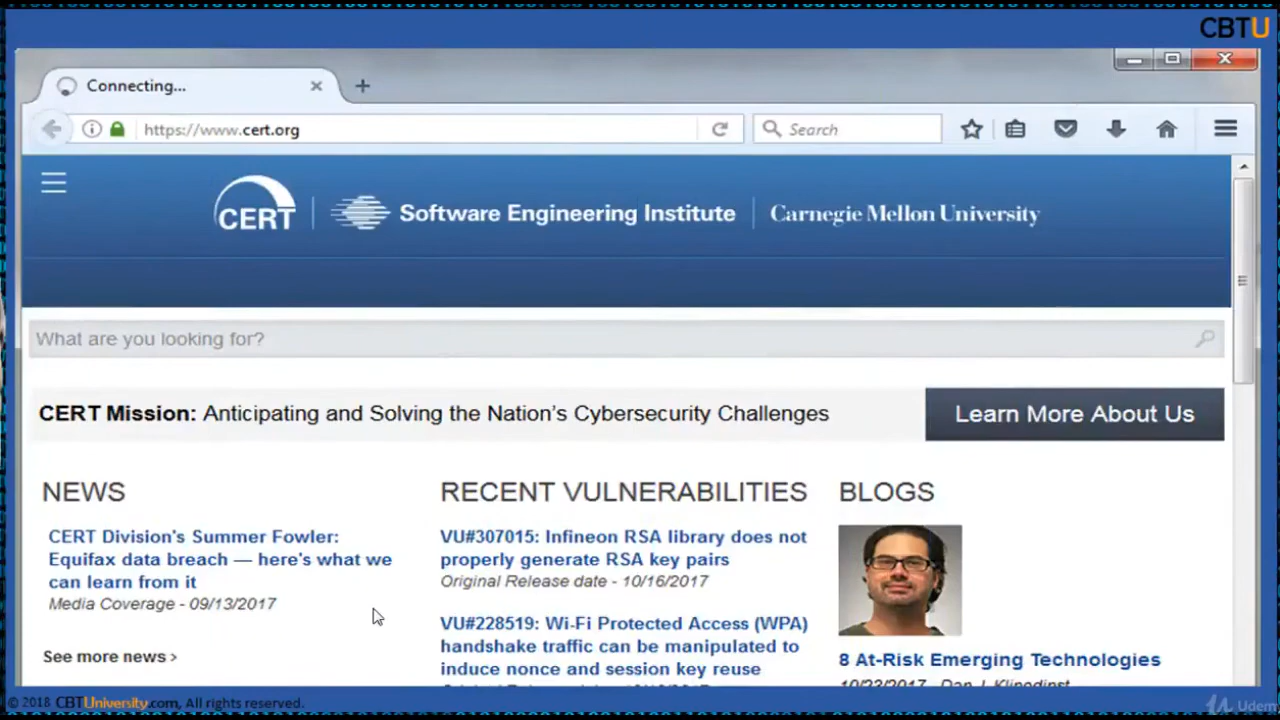 CBTU
Connecting...
https://www.cert.org
Search
CERT
Software Engineering Institute
Carnegie Mellon University
What are you looking for?
CERT Mission: Anticipating and Solving the Nation's Cybersecurity Challenges
Learn More About Us
NEWS
CERT Division's Summer Fowler:
Equifax data breach — here's what we
can learn from it
Media Coverage - 09/13/2017
See more news >
RECENT VULNERABILITIES
VU#307015: Infineon RSA library does not
properly generate RSA key pairs
Original Release date - 10/16/2017
VU#228519: Wi-Fi Protected Access (WPA)
handshake traffic can be manipulated to
induce nonce and session key reuse
BLOGS
8 At-Risk Emerging Technologies
10/23/2017 - Dan J. Klinedinst
© 2018 CBTUniversity.com, All rights reserved.